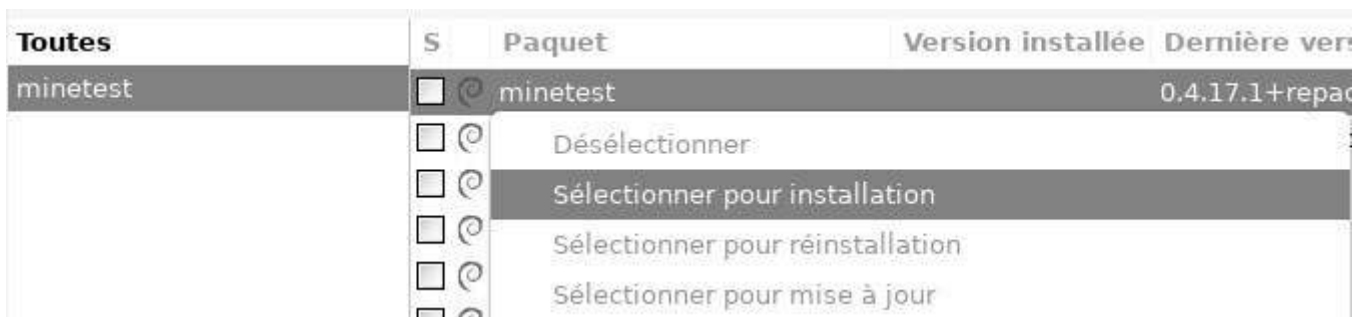 Toutes
S Paquet Version installée Dernière
minetest
minetest 0.4.17.1+repac
Désélectionner
Sélectionner pour installation
Sélectionner pour réinstallation
Sélectionner pour mise à jour